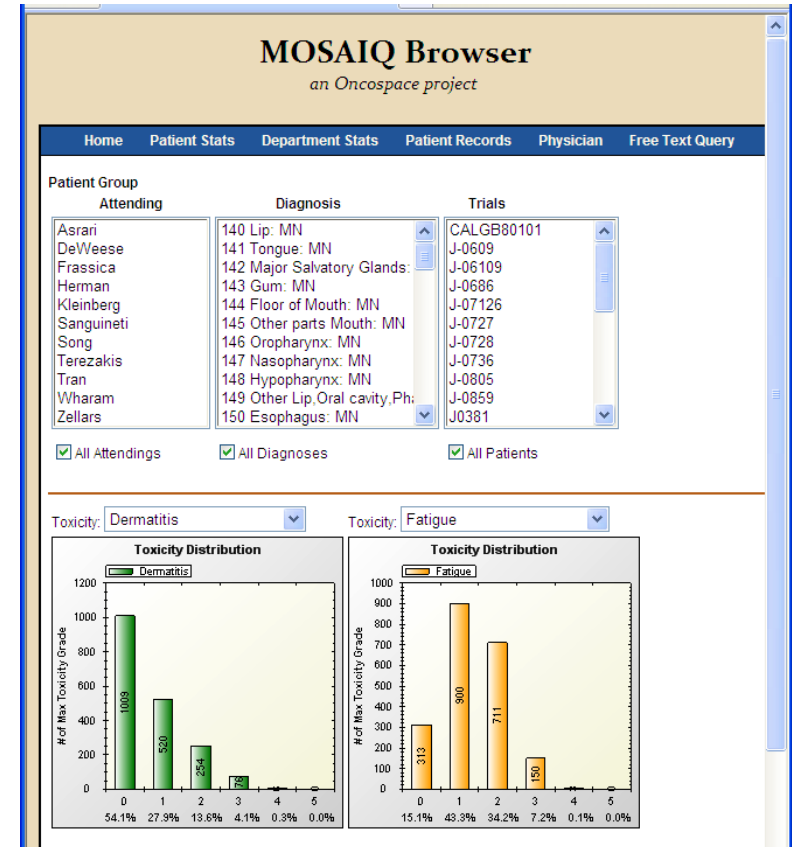 MOSAIQ Browser
an Oncospace project
Home Patient Stats Department Stats Patient Records Physician Free Text Query
Patient Group
Attending Diagnosis Trials
Asrari 140 Lip: MN CALGB80101
DeWeese 141 Tongue: MN J-0609
Frassica 142 Major Salvatory Glands: J-06109
Herman 143 Gum: MN J-0686
Kleinberg 144 Floor of Mouth: MN J-07126
Sanguineti 145 Other parts Mouth: MN J-0727
Song 146 Oropharynx: MN J-0728
Terezakis 147 Nasopharynx: MN J-0736
Tran 148 Hypopharynx: MN J-0805
Wharam 149 Other Lip,Oral cavity, J-0859
Zellars 150 Esophagus: MN J0381
All Attendings All Diagnoses All Patients
Toxicity: Dermatitis Toxicity: Fatigue
Toxicity Distribution
Dermatitis
# of Max Toxicity Grade
1200
1000
800
600
400
200
0
1009
520
254
76
0
0 1 2 3 4 5
54.1% 27.9% 13.6% 4.1% 0.3% 0.0%
Toxicity Distribution
Fatigue
# of Max Toxicity Grade
1000
900
800
700
600
500
400
300
200
100
0
313
900
711
150
0
0 1 2 3 4 5
15.1% 43.3% 34.2% 7.2% 0.1% 0.0%